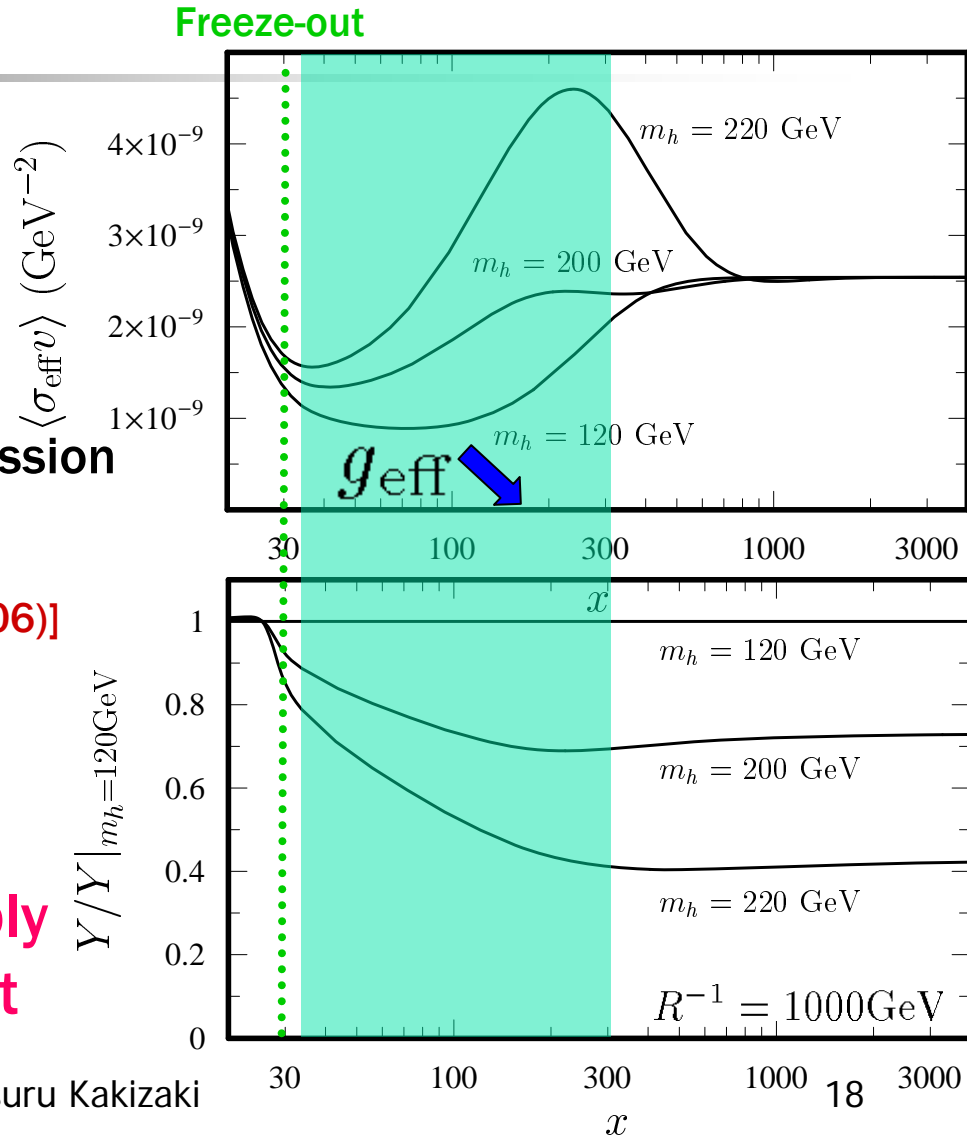 Freeze-out
⟨σ_eff v⟩ (GeV⁻²)
4×10⁻⁹
3×10⁻⁹
2×10⁻⁹
1×10⁻⁹
m_h = 220 GeV
m_h = 200 GeV
m_h = 120 GeV
ssion
g_eff
30 100 300 1000 3000
x
06)]
Y/Y|_{m_h=120GeV}
1
0.8
0.6
0.4
0.2
0
m_h = 120 GeV
m_h = 200 GeV
m_h = 220 GeV
R⁻¹ = 1000GeV
bly
t
30 100 300 1000 3000
x
suru Kakizaki
18